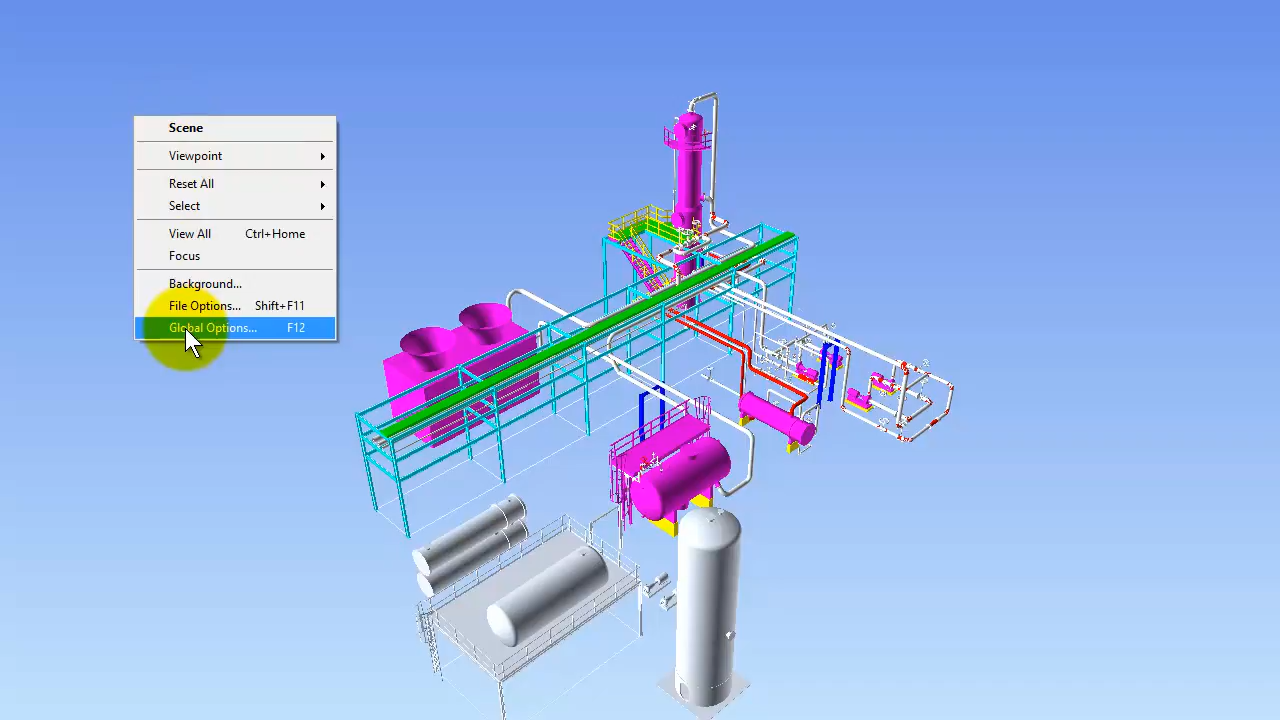 Scene
Viewpoint
Reset All
Select
View All Ctrl+Home
Focus
Background...
File Options... Shift+F11
Global Options... F12